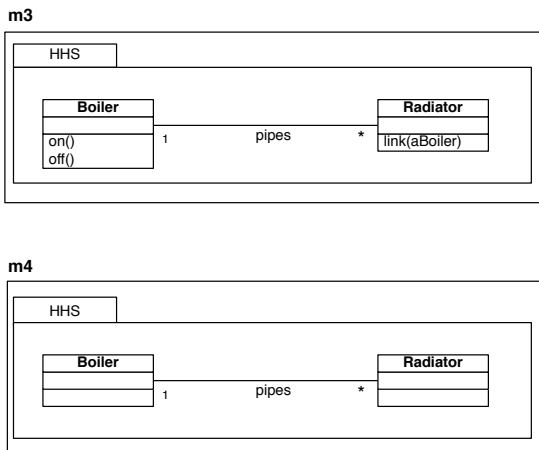 m3
HHS
Boiler
Radiator
on()
off()
1
pipes
*
link(aBoiler)
m4
HHS
Boiler
Radiator
1
pipes
*